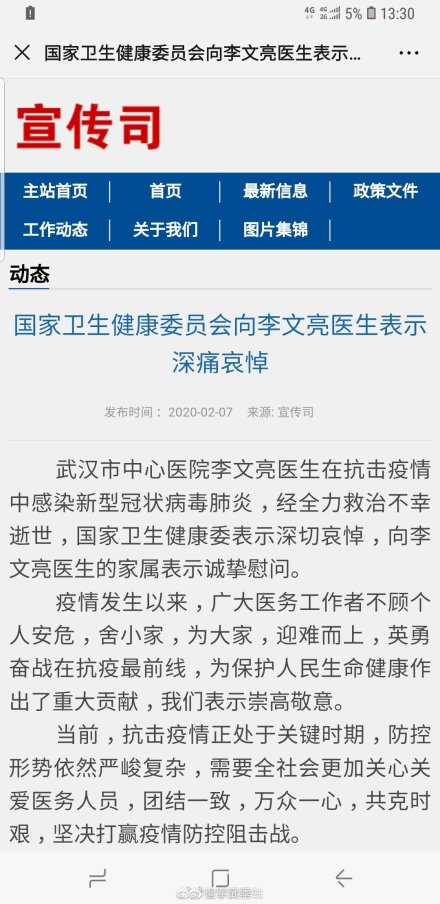 5% 13:30
国家卫生健康委员会向李文亮医生表示...
宣传司
主站首页 首页 最新信息 政策文件
工作动态 关于我们 图片集锦
动态
国家卫生健康委员会向李文亮医生表示
深痛哀悼
发布时间：2020-02-07 来源: 宣传司
武汉市中心医院李文亮医生在抗击疫情
中感染新型冠状病毒肺炎，经全力救治不幸
逝世，国家卫生健康委表示深切哀悼，向李
文亮医生的家属表示诚挚慰问。
疫情发生以来，广大医务工作者不顾个
人安危，舍小家，为大家，迎难而上，英勇
奋战在抗疫最前线，为保护人民生命健康作
出了重大贡献，我们表示崇高敬意。
当前，抗击疫情正处于关键时期，防控
形势依然严峻复杂，需要全社会更加关心关
爱医务人员，团结一致，万众一心，共克时
艰，坚决打赢疫情防控阻击战。